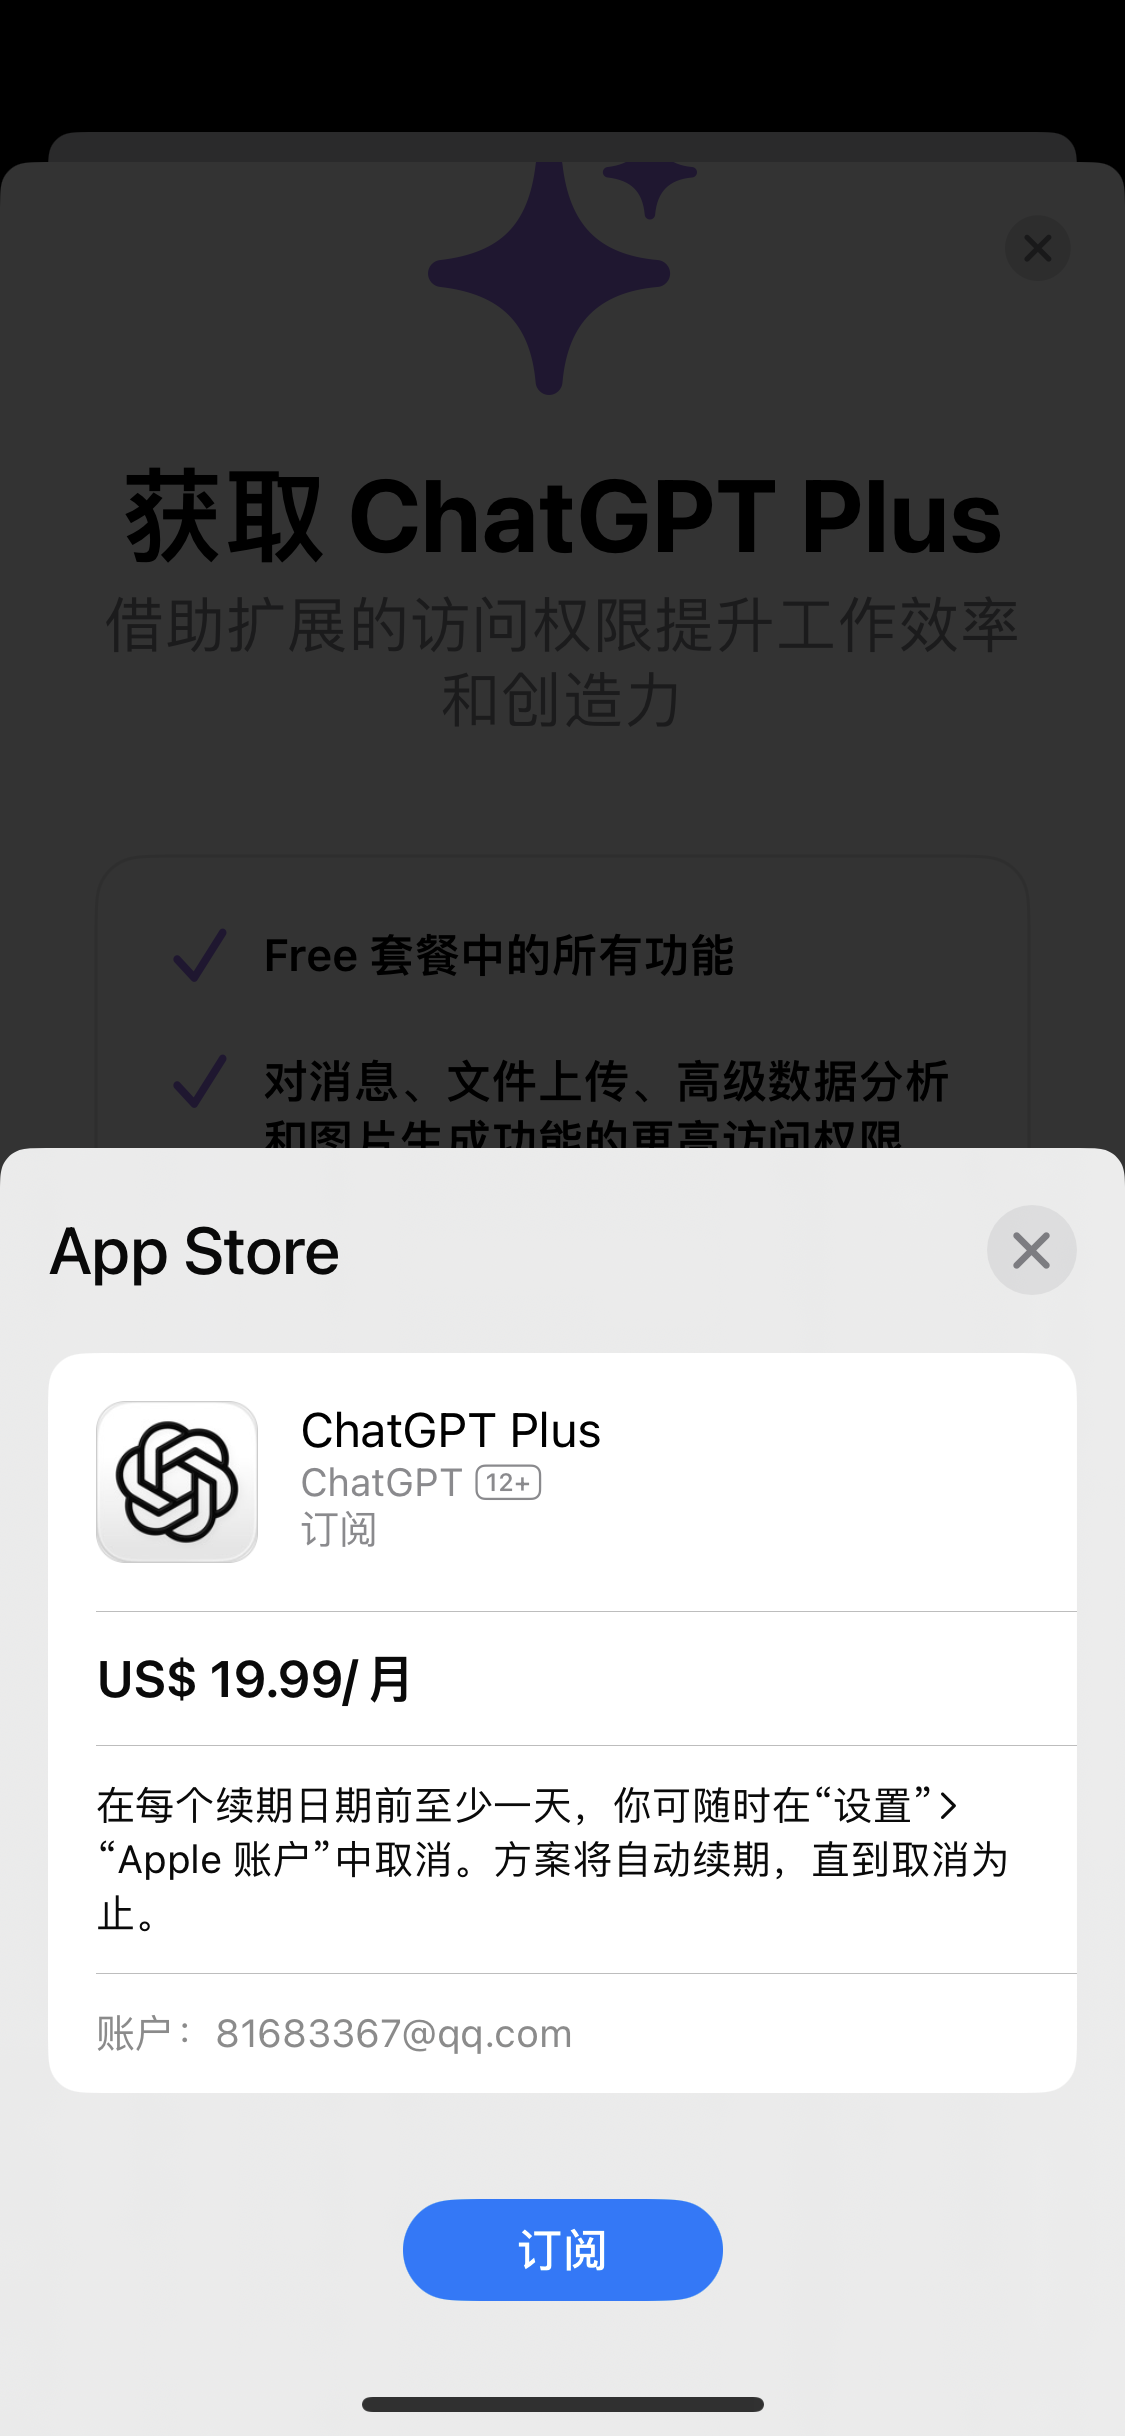 获取 ChatGPT Plus
借助扩展的访问权限提升工作效率
和创造力
Free 套餐中的所有功能
对消息、文件上传、高级数据分析
和图片生成功能的更高访问权限
App Store
ChatGPT Plus
ChatGPT 12+
订阅
US$ 19.99/ 月
在每个续期日期前至少一天，你可随时在“设置”>
“Apple 账户”中取消。方案将自动续期，直到取消为
止。
账户：81683367@qq.com
订阅